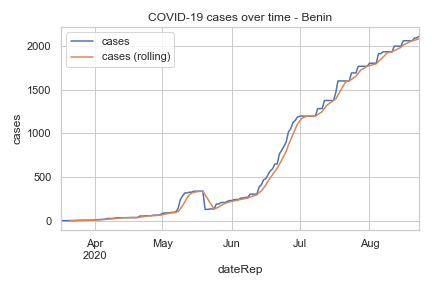 COVID-19 cases over time - Benin
cases
cases (rolling)
2000
1500
1000
500
0
cases
Apr
2020
May
Jun
Jul
Aug
dateRep